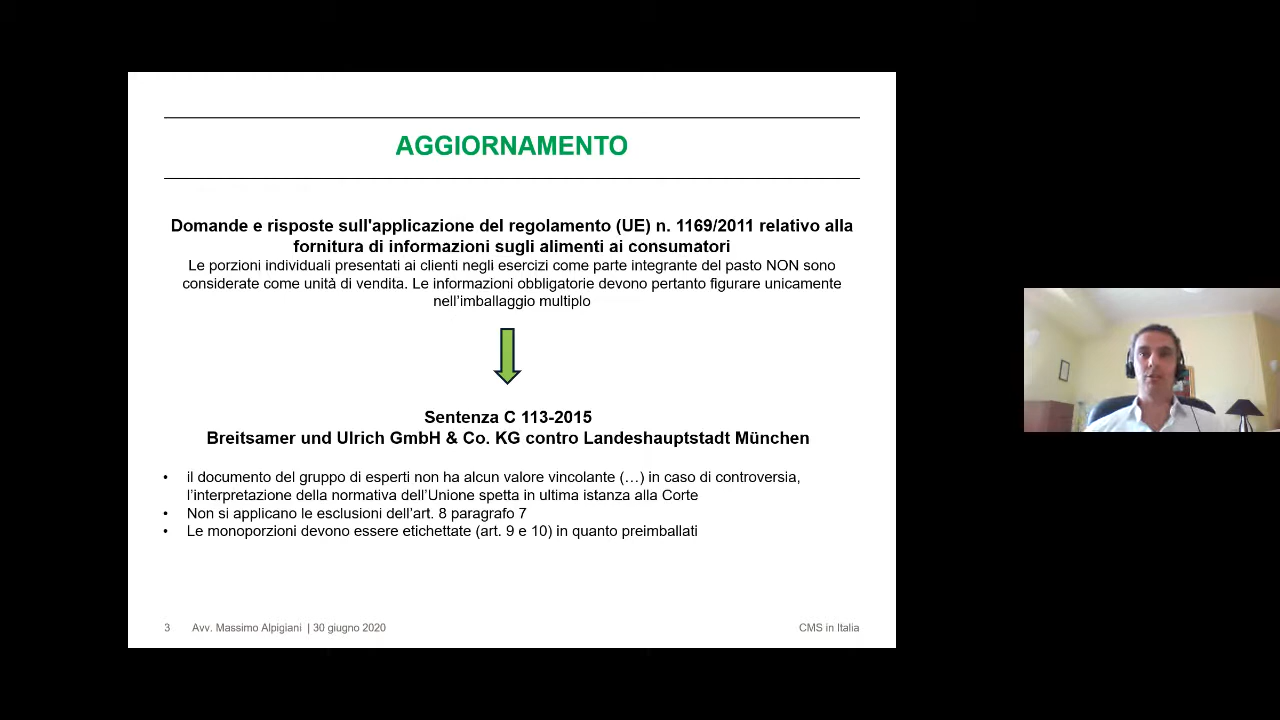 AGGIORNAMENTO
Domande e risposte sull'applicazione del regolamento (UE) n. 1169/2011 relativo alla
fornitura di informazioni sugli alimenti ai consumatori
Le porzioni individuali presentati ai clienti negli esercizi come parte integrante del pasto NON sono
considerate come unità di vendita. Le informazioni obbligatorie devono pertanto figurare unicamente
nell'imballaggio multiplo
Sentenza C 113-2015
Breitsamer und Ulrich GmbH & Co. KG contro Landeshauptstadt München
• il documento del gruppo di esperti non ha alcun valore vincolante (…) in caso di controversia,
l'interpretazione della normativa dell'Unione spetta in ultima istanza alla Corte
• Non si applicano le esclusioni dell'art. 8 paragrafo 7
• Le monoporzioni devono essere etichettate (art. 9 e 10) in quanto preimballati
3 Avv. Massimo Alpigiani | 30 giugno 2020 CMS in Italia